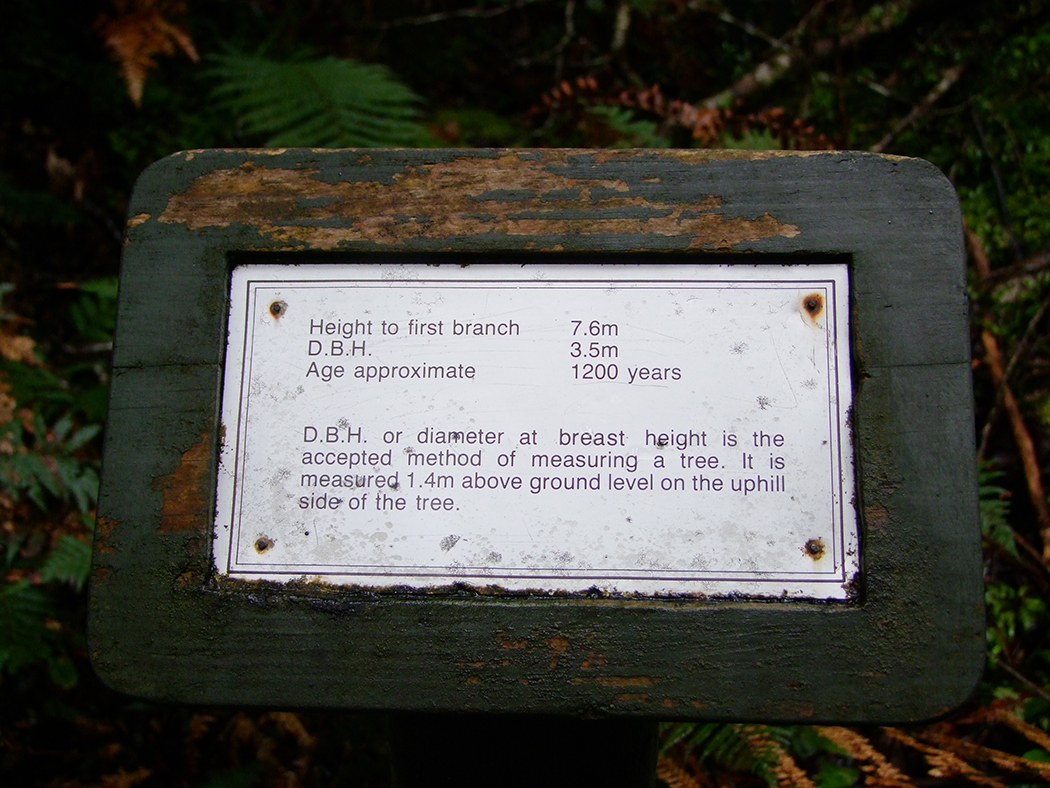 Height to first branch 7.6m
D.B.H. 3.5m
Age approximate 1200 years
D.B.H. or diameter at breast height is the
accepted method of measuring a tree. It is
measured 1.4m above ground level on the uphill
side of the tree.